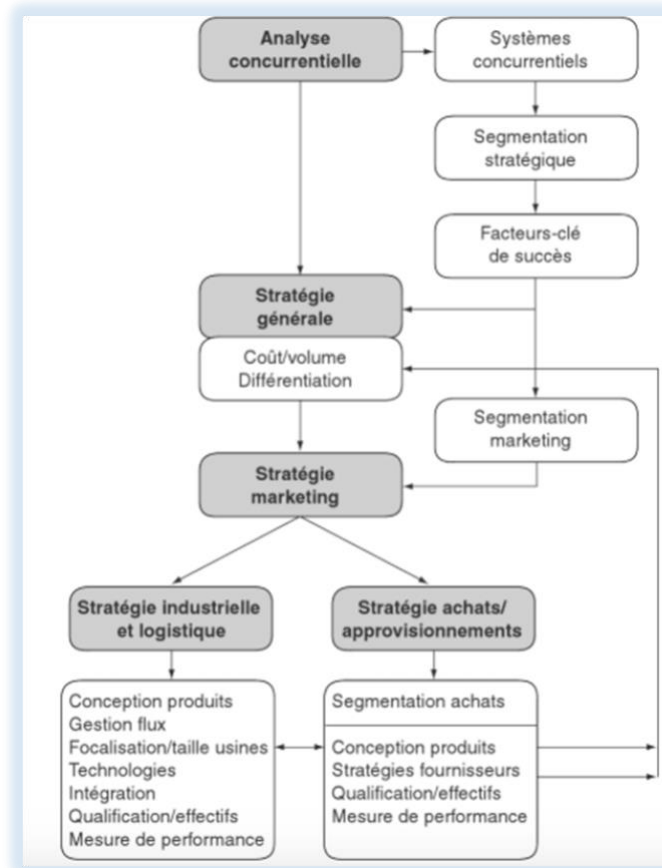 Analyse
concurrentielle
Systèmes
concurrentiels
Segmentation
stratégique
Facteurs-clé
de succès
Stratégie
générale
Coût/volume
Différentiation
Segmentation
marketing
Stratégie
marketing
Stratégie industrielle
et logistique
Stratégie achats/
approvisionnements
Conception produits
Gestion flux
Focalisation/taille usines
Technologies
Intégration
Qualification/effectifs
Mesure de performance
Segmentation achats
Conception produits
Stratégies fournisseurs
Qualification/effectifs
Mesure de performance